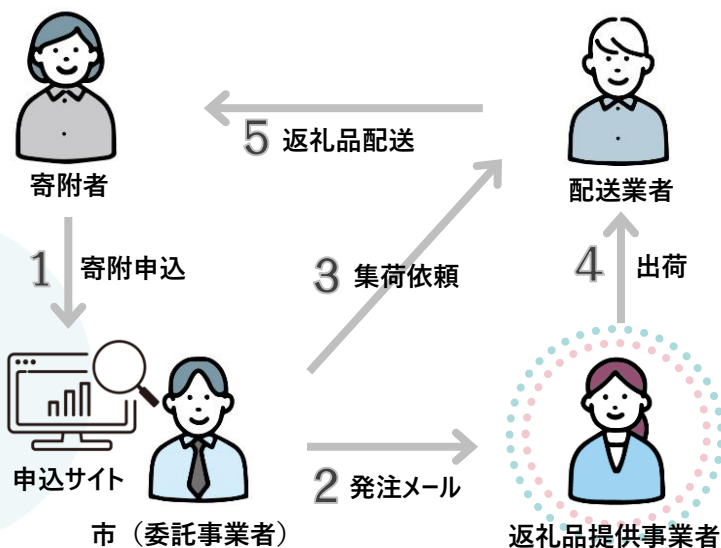 寄附者
配送業者
5 返礼品配送
1 寄附申込
3 集荷依頼
4 出荷
申込サイト
2 発注メール
市（委託事業者）
返礼品提供事業者